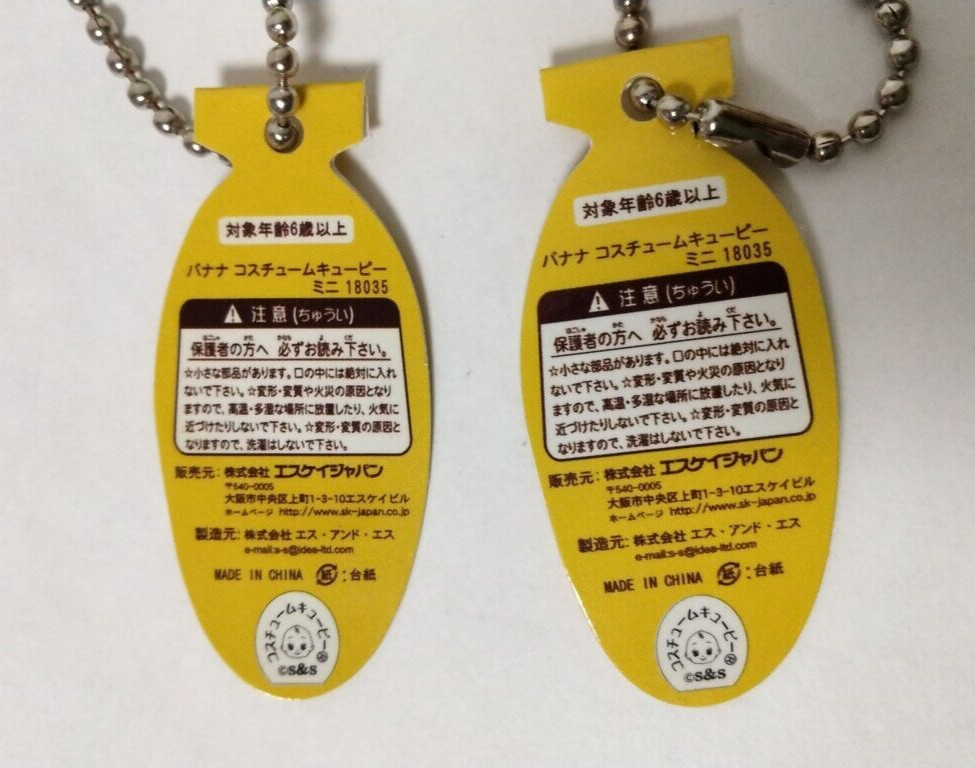 対象年齢6歳以上
バナナ コスチュームキューピー
ミニ 18035
注意(ちゅうい)
保護者の方へ 必ずお読み下さい。
☆小さな部品があります。口の中には絶対に入れ
ないで下さい。☆変形・変質や火災の原因となり
ますので、高温・多湿な場所に放置したり、火気に
近づけたりしないで下さい。☆変形・変質の原因と
なりますので、洗濯はしないで下さい。
販売元:株式会社 エスケイジャパン
〒540-0005
大阪市中央区上町1-3-10エスケイビル
ホームページ http://www.sk-japan.co.jp
製造元:株式会社 エス・アンド・エス
e-mail:s-s@idea-ltd.com
MADE IN CHINA 紙:台紙
コスチュームキューピー®
©S&S
対象年齢6歳以上
バナナ コスチュームキューピー
ミニ 18035
注意(ちゅうい)
保護者の方へ 必ずお読み下さい。
☆小さな部品があります。口の中には絶対に入れ
ないで下さい。☆変形・変質や火災の原因となり
ますので、高温・多湿な場所に放置したり、火気に
近づけたりしないで下さい。☆変形・変質の原因と
なりますので、洗濯はしないで下さい。
販売元:株式会社 エスケイジャパン
〒540-0005
大阪市中央区上町1-3-10エスケイビル
ホームページ http://www.sk-japan.co.jp
製造元:株式会社 エス・アンド・エス
e-mail:s-s@idea-ltd.com
MADE IN CHINA 紙:台紙
コスチュームキューピー®
©S&S